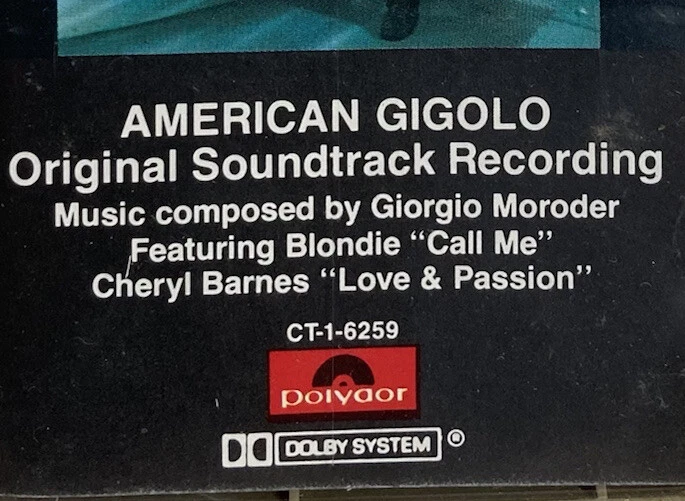 AMERICAN GIGOLO
Original Soundtrack Recording
Music composed by Giorgio Moroder
Featuring Blondie “Call Me”
Cheryl Barnes “Love & Passion”
CT-1-6259
polydor
DOLBY SYSTEM ®